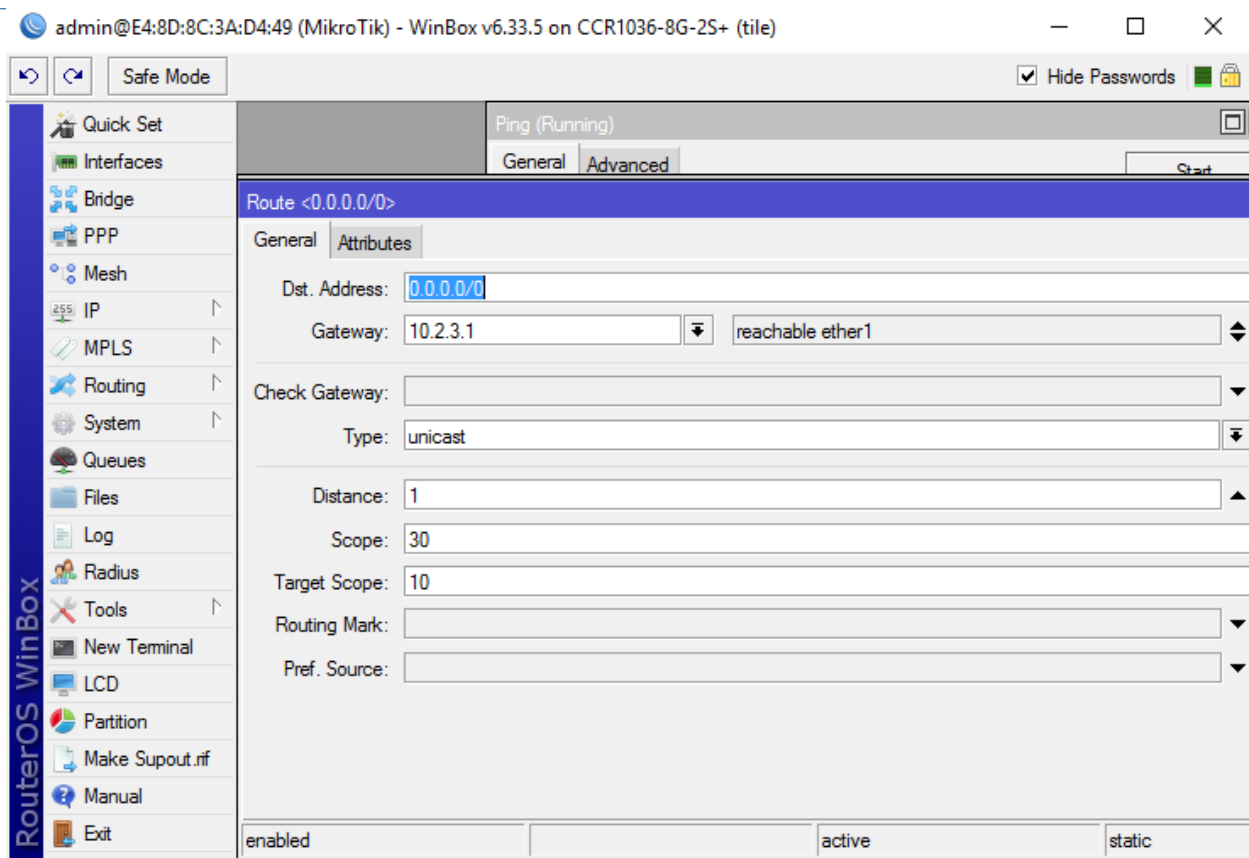 admin@E4:8D:8C:3A:D4:49 (MikroTik) - WinBox v6.33.5 on CCR1036-8G-2S+ (tile)
Safe Mode
Hide Passwords
RouterOS WinBox
Quick Set
Interfaces
Bridge
PPP
Mesh
255 IP
MPLS
Routing
System
Queues
Files
Log
Radius
Tools
New Terminal
LCD
Partition
Make Supout.rif
Manual
Exit
Ping (Running)
General Advanced
Start
Route <0.0.0.0/0>
General Attributes
Dst. Address: 0.0.0.0/0
Gateway: 10.2.3.1 reachable ether1
Check Gateway:
Type: unicast
Distance: 1
Scope: 30
Target Scope: 10
Routing Mark:
Pref. Source:
enabled active static